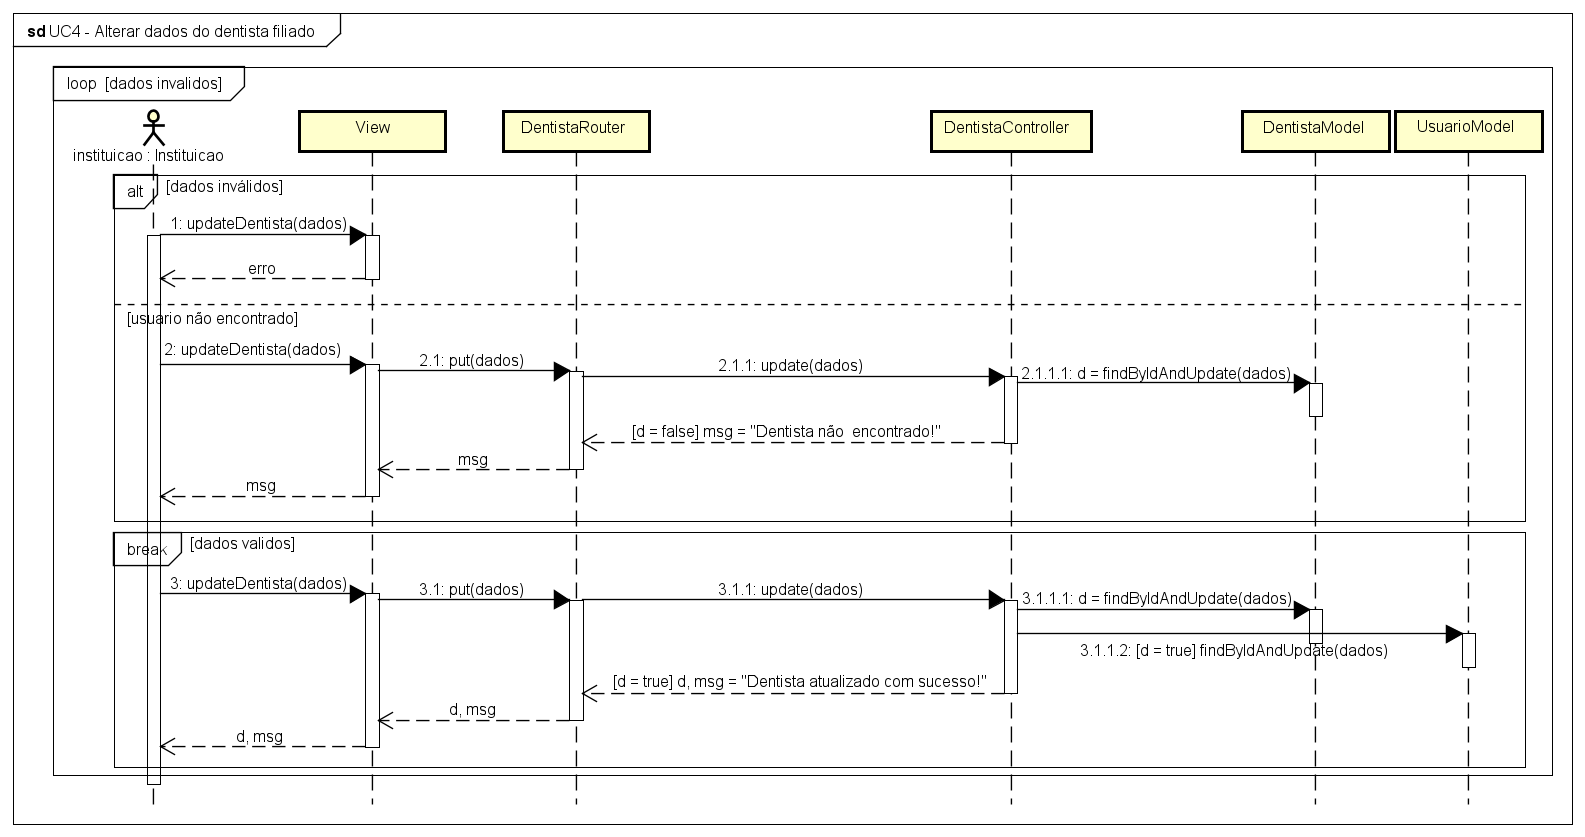 sd UC4 - Alterar dados do dentista filiado
loop [dados invalidos]
instituicao : Instituicao
View
DentistaRouter
DentistaController
DentistaModel
UsuarioModel
alt [dados inválidos]
1: updateDentista(dados)
erro
[usuario não encontrado]
2: updateDentista(dados)
2.1: put(dados)
2.1.1: update(dados)
2.1.1.1: d = findByIdAndUpdate(dados)
[d = false] msg = "Dentista não encontrado!"
msg
msg
break [dados validos]
3: updateDentista(dados)
3.1: put(dados)
3.1.1: update(dados)
3.1.1.1: d = findByIdAndUpdate(dados)
3.1.1.2: [d = true] findByIdAndUpdate(dados)
[d = true] d, msg = "Dentista atualizado com sucesso!"
d, msg
d, msg